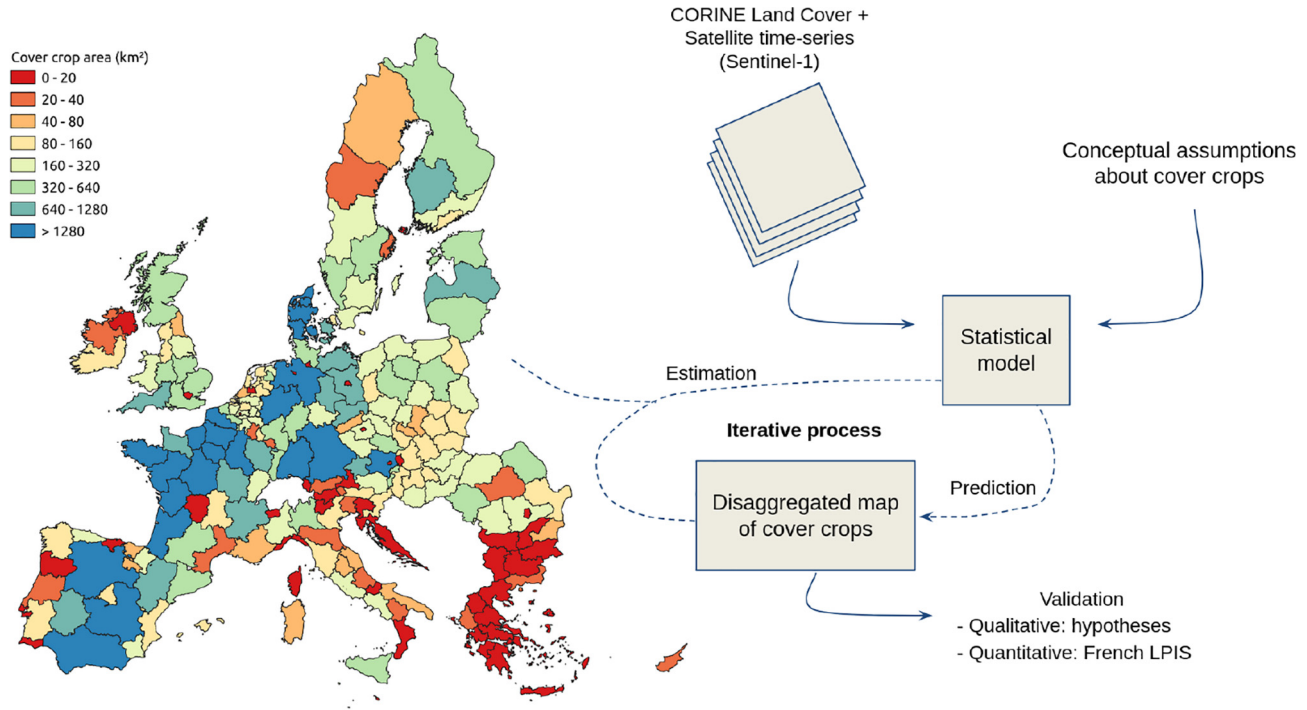 Cover crop area (km²)
0 - 20
20 - 40
40 - 80
80 - 160
160 - 320
320 - 640
640 - 1280
> 1280
CORINE Land Cover +
Satellite time-series
(Sentinel-1)
Conceptual assumptions
about cover crops
Statistical
model
Estimation
Iterative process
Prediction
Disaggregated map
of cover crops
Validation
- Qualitative: hypotheses
- Quantitative: French LPIS